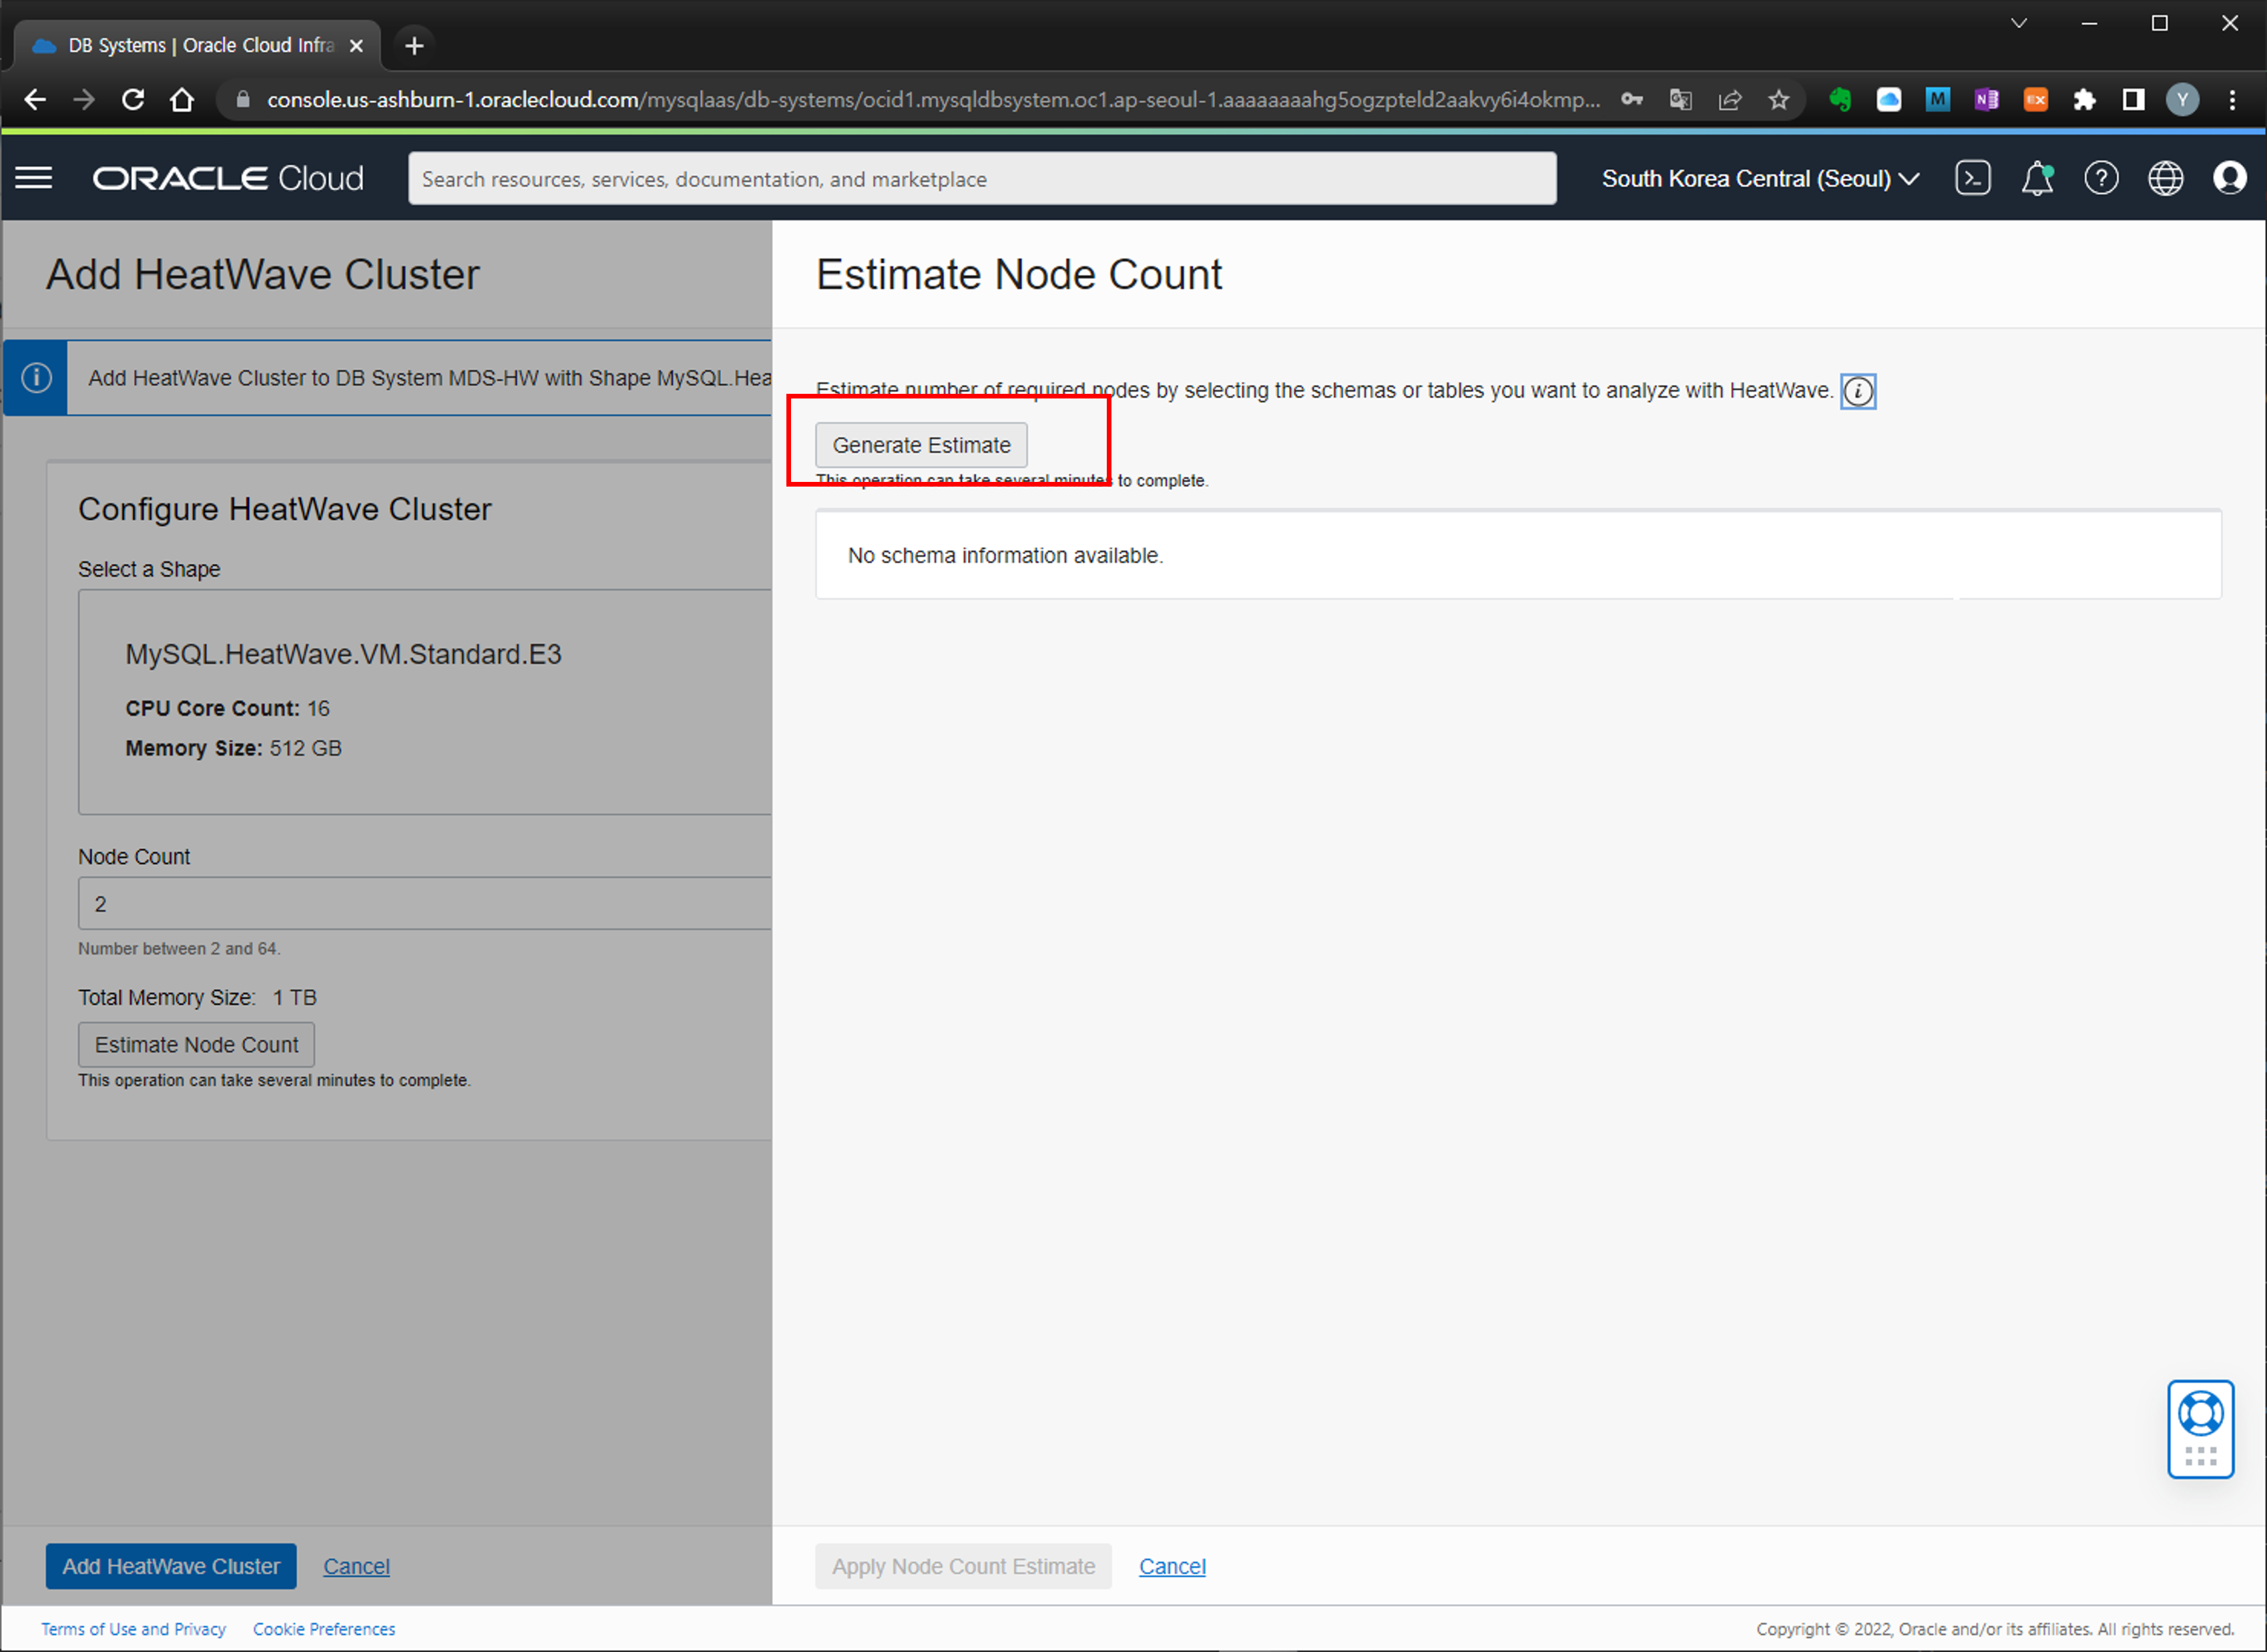 DB Systems | Oracle Cloud Infra
console.us-ashburn-1.oraclecloud.com/mysqlaas/db-systems/ocid1.mysqldbsystem.oc1.ap-seoul-1.aaaaaaaahg5ogzpteld2aakvy6i4okmp...
ORACLE Cloud
Search resources, services, documentation, and marketplace
South Korea Central (Seoul)
Add HeatWave Cluster
Add HeatWave Cluster to DB System MDS-HW with Shape MySQL.Hea
Configure HeatWave Cluster
Select a Shape
MySQL.HeatWave.VM.Standard.E3
CPU Core Count: 16
Memory Size: 512 GB
Node Count
2
Number between 2 and 64.
Total Memory Size: 1 TB
Estimate Node Count
This operation can take several minutes to complete.
Add HeatWave Cluster
Cancel
Estimate Node Count
Estimate number of required nodes by selecting the schemas or tables you want to analyze with HeatWave.
Generate Estimate
This operation can take several minutes to complete.
No schema information available.
Apply Node Count Estimate
Cancel
Terms of Use and Privacy
Cookie Preferences
Copyright © 2022, Oracle and/or its affiliates. All rights reserved.